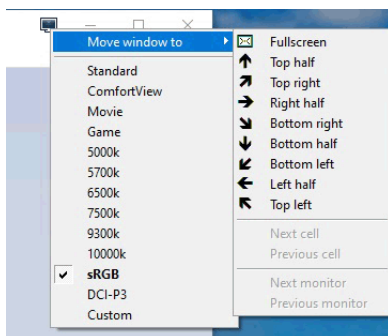 Move window to
Standard
ComfortView
Movie
Game
5000k
5700k
6500k
7500k
9300k
10000k
sRGB
DCI-P3
Custom
Fullscreen
Top half
Top right
Right half
Bottom right
Bottom half
Bottom left
Left half
Top left
Next cell
Previous cell
Next monitor
Previous monitor